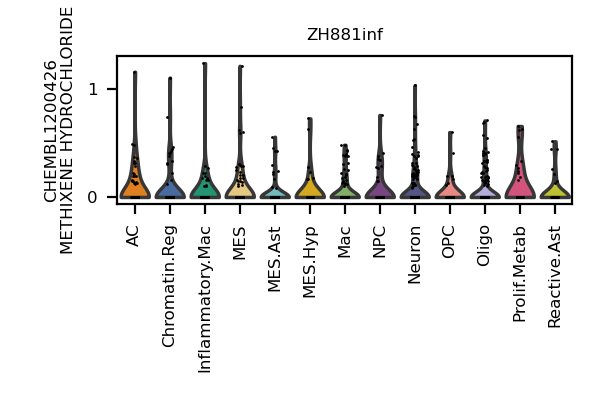 ZH881inf
CHEMBL1200426
METHIXENE HYDROCHLORIDE
1
0
AC
Chromatin.Reg
Inflammatory.Mac
MES
MES.Ast
MES.Hyp
Mac
NPC
Neuron
OPC
Oligo
Prolif.Metab
Reactive.Ast